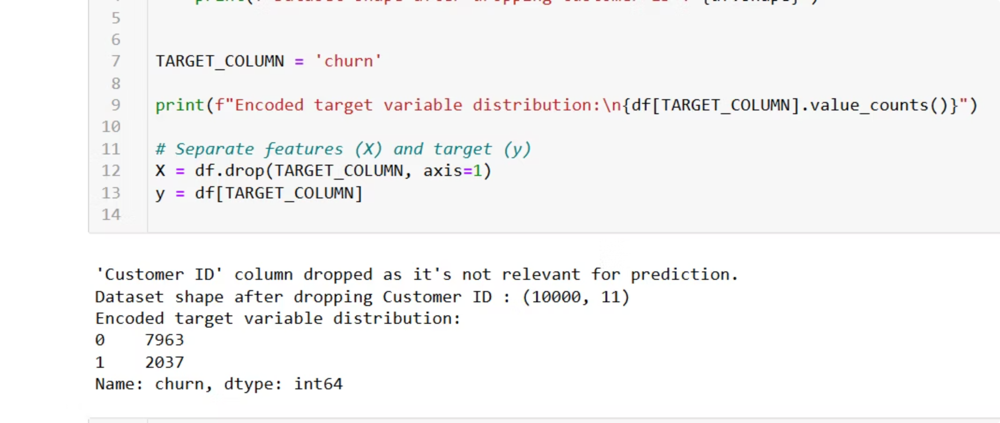 5
6
7 TARGET_COLUMN = 'churn'
8
9 print(f"Encoded target variable distribution:\n{df[TARGET_COLUMN].value_counts()}")
10
11 # Separate features (X) and target (y)
12 X = df.drop(TARGET_COLUMN, axis=1)
13 y = df[TARGET_COLUMN]
14
'Customer ID' column dropped as it's not relevant for prediction.
Dataset shape after dropping Customer ID : (10000, 11)
Encoded target variable distribution:
0    7963
1    2037
Name: churn, dtype: int64